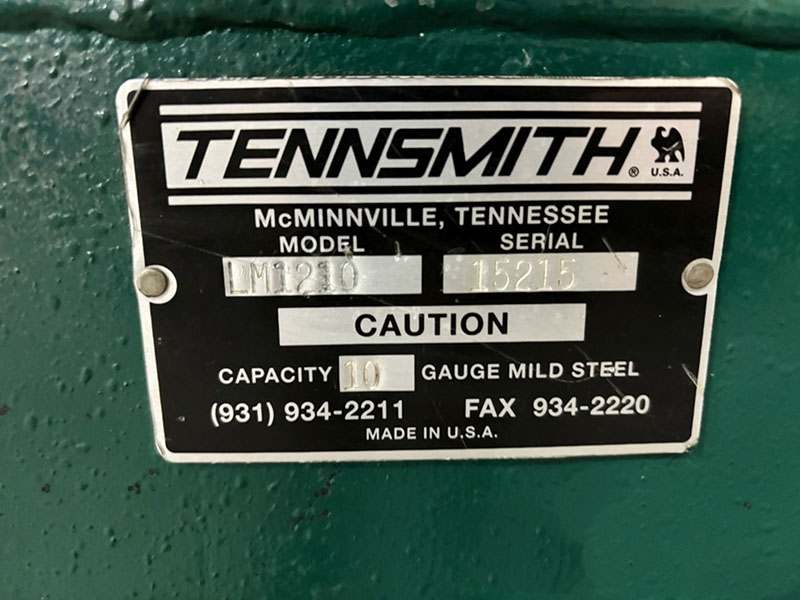 TENNSMITH®
U.S.A.
McMINNVILLE, TENNESSEE
MODEL SERIAL
LM1210 15215
CAUTION
CAPACITY 10 GAUGE MILD STEEL
(931) 934-2211 FAX 934-2220
MADE IN U.S.A.